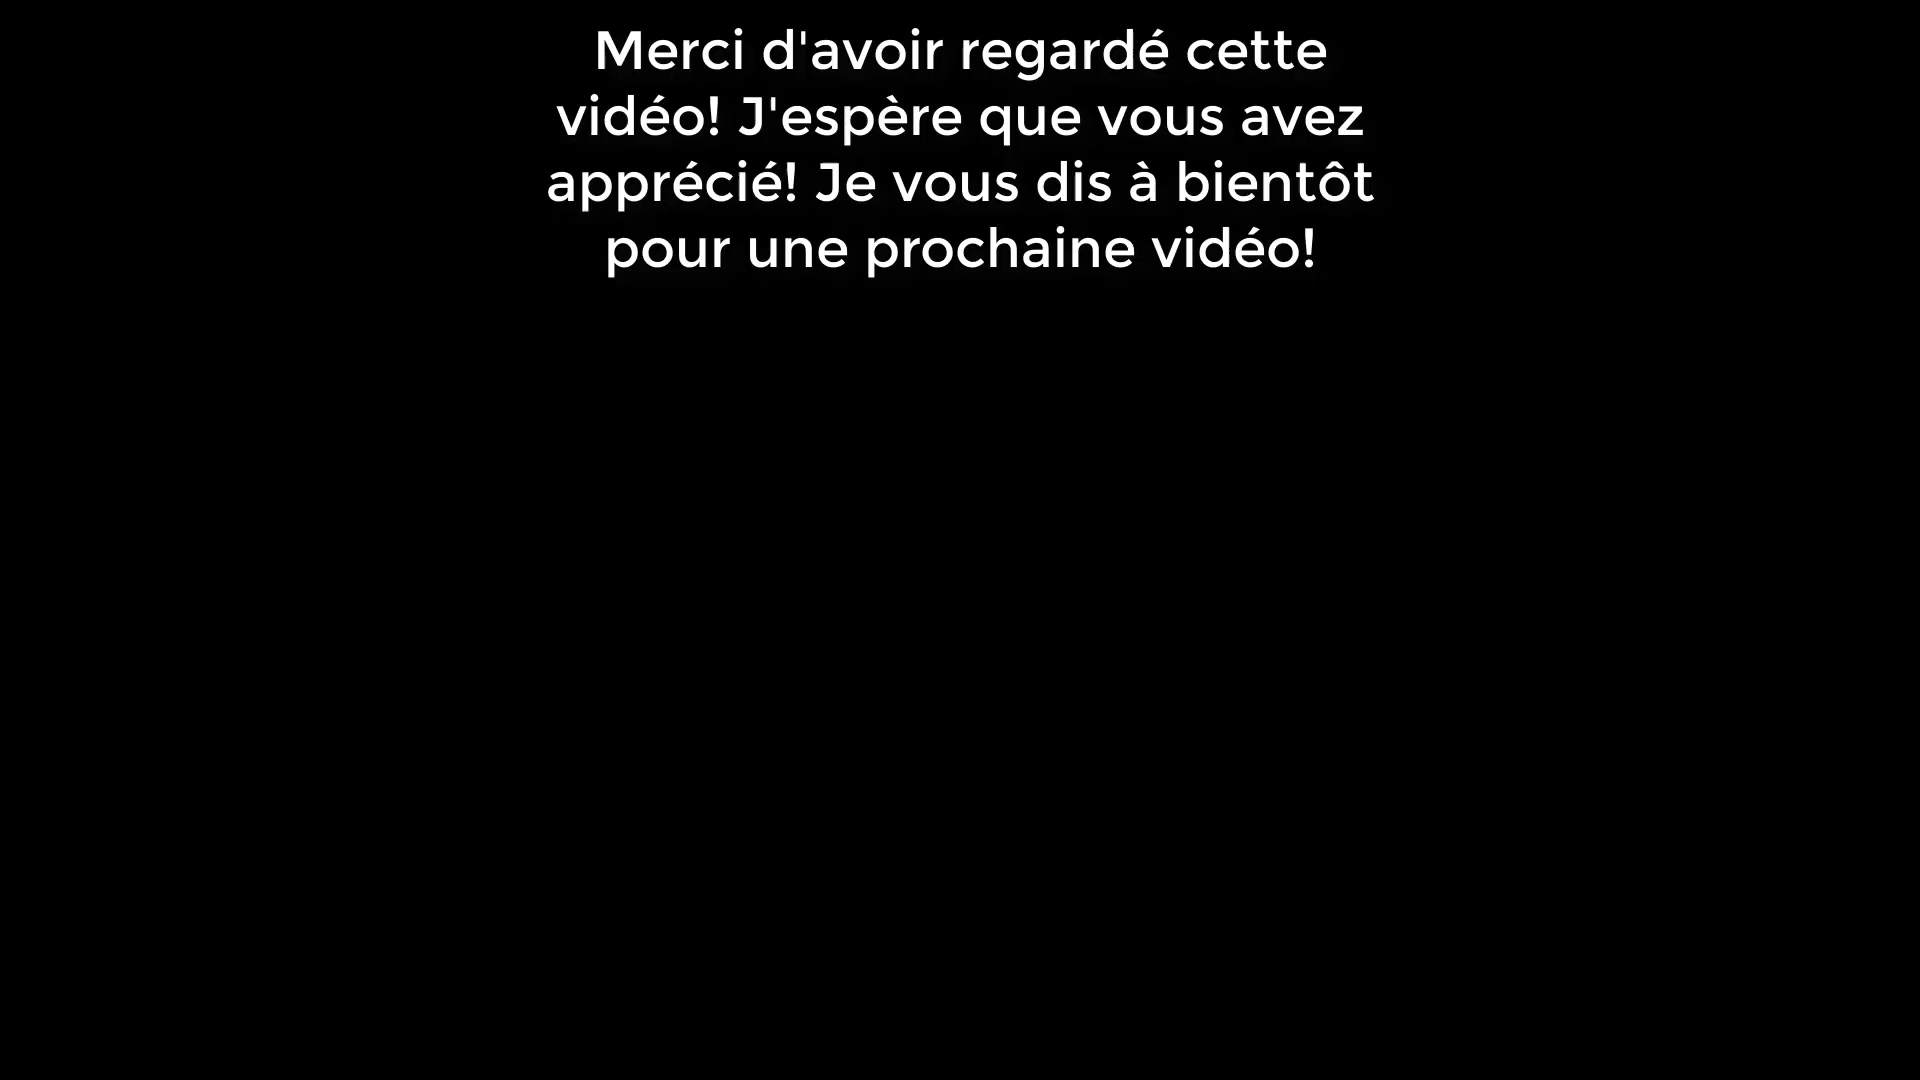 Merci d'avoir regardé cette
vidéo! J'espère que vous avez
apprécié! Je vous dis à bientôt
pour une prochaine vidéo!